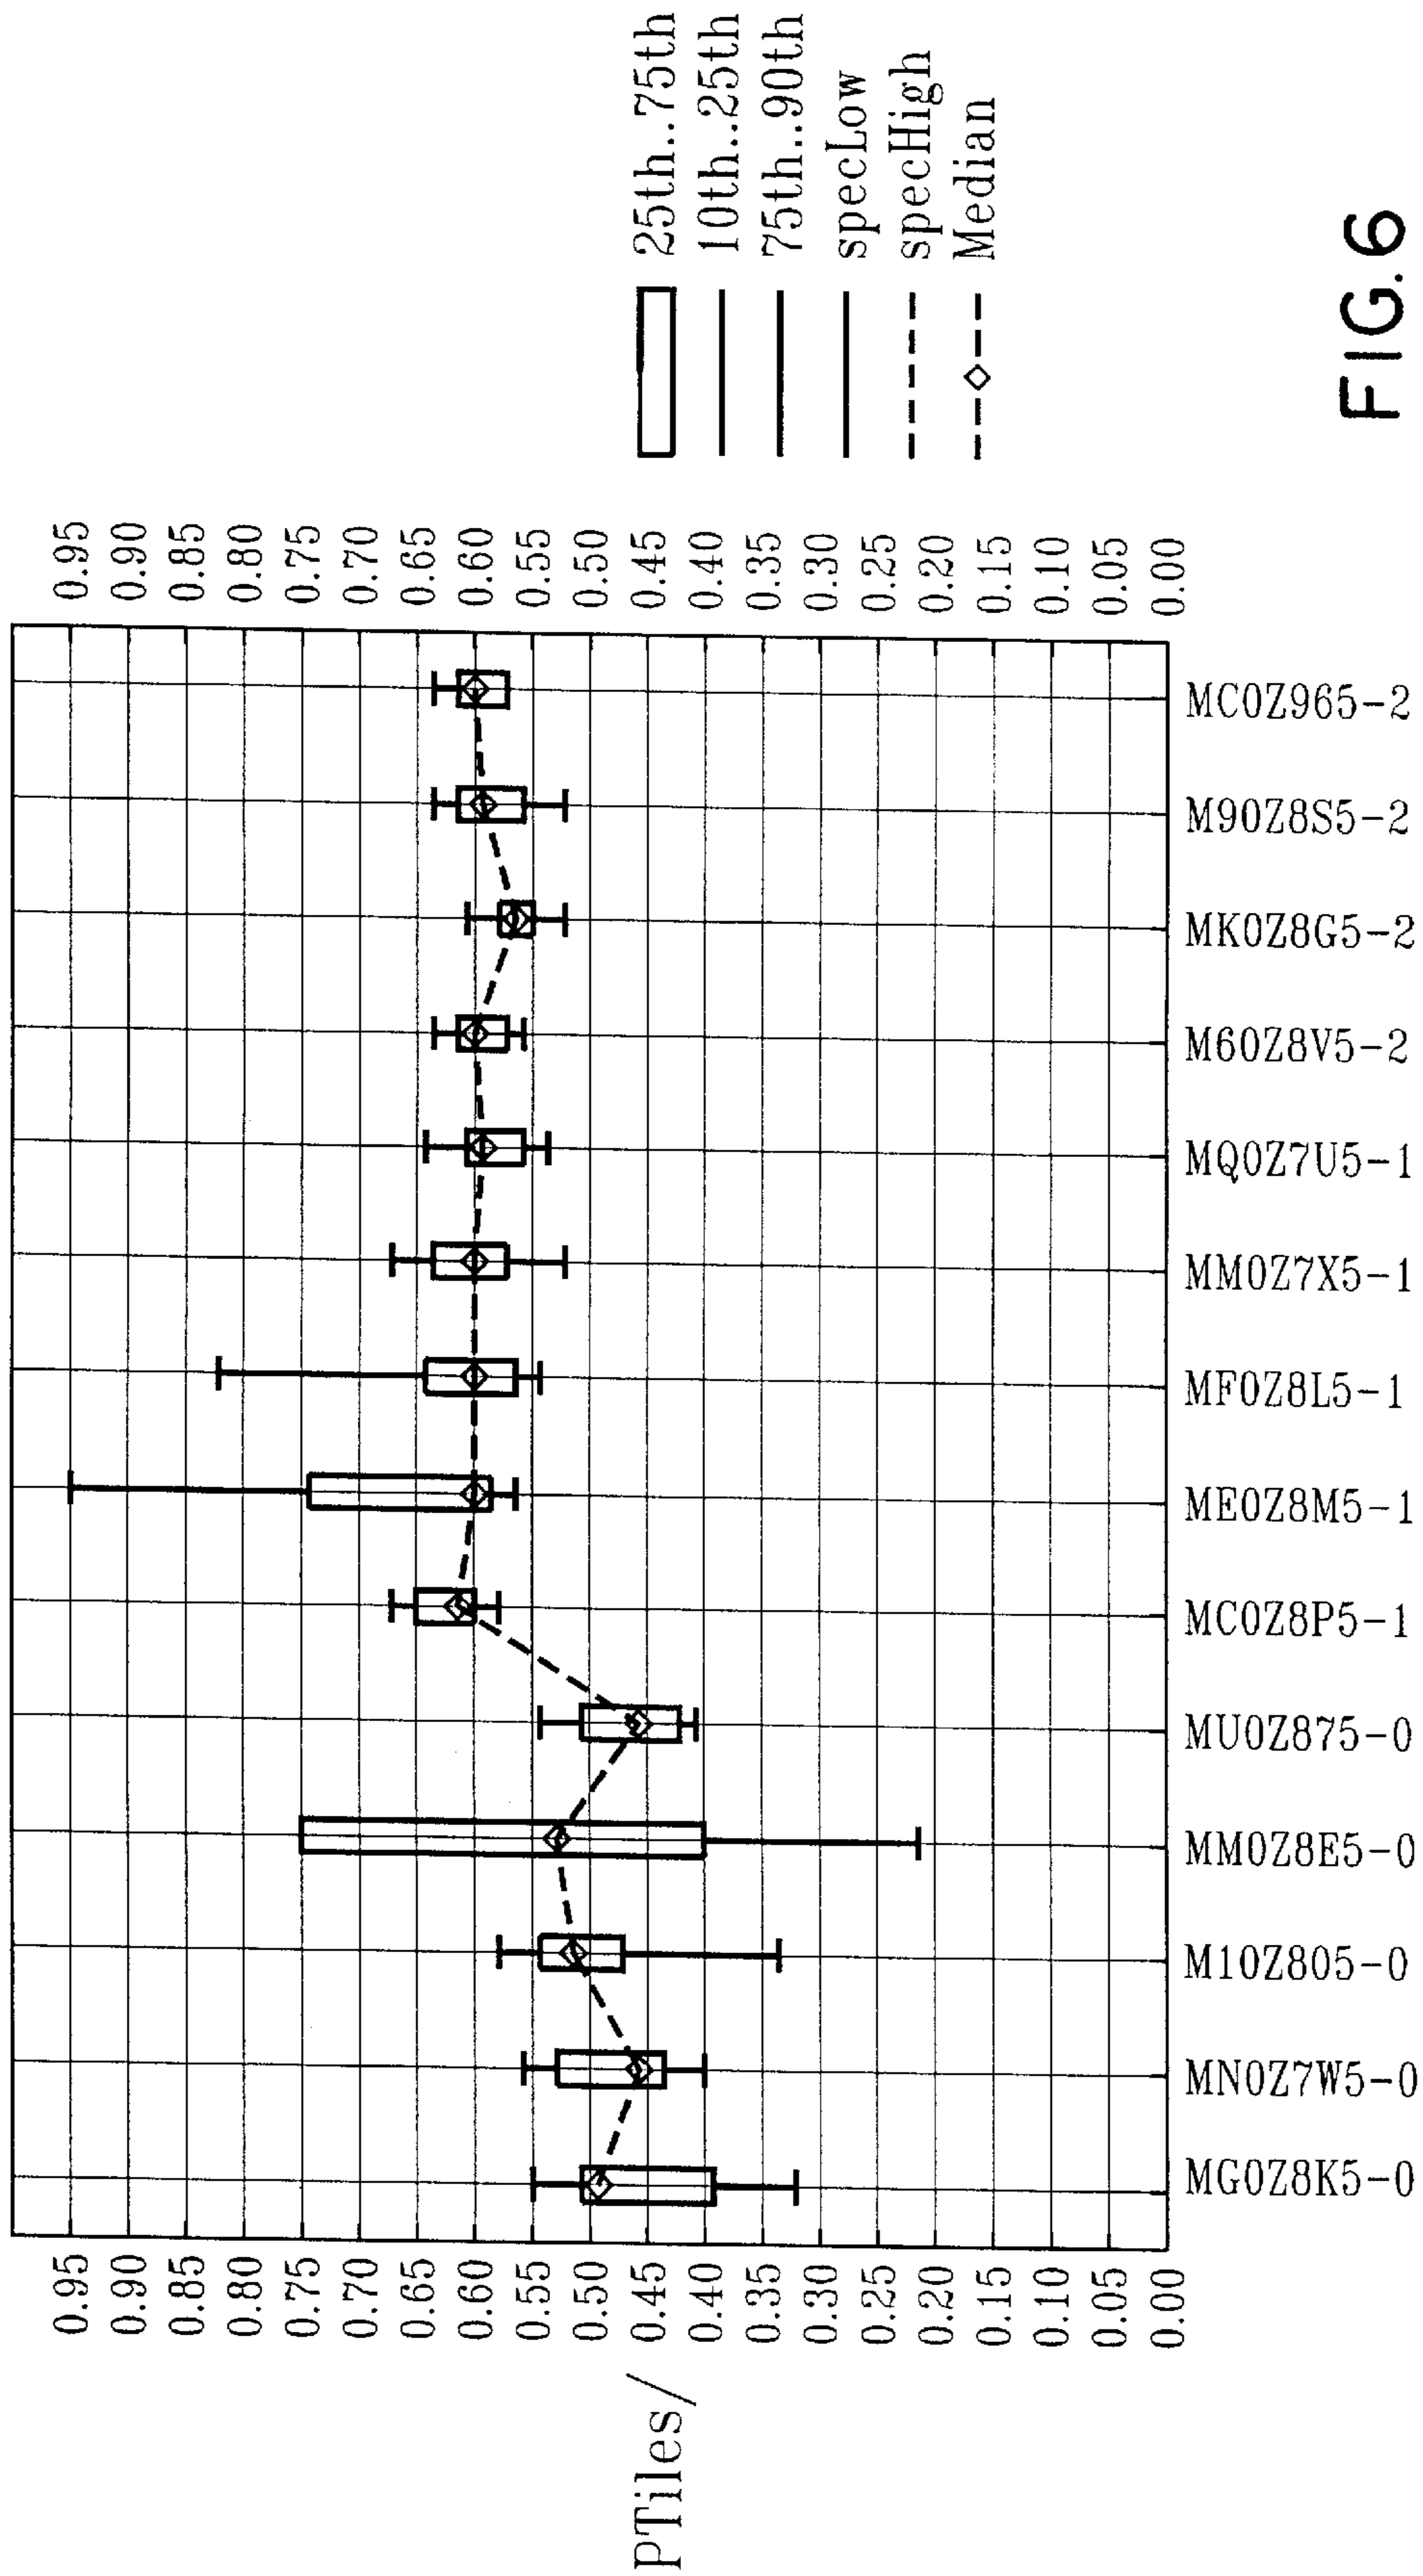 PTiles/
0.95
0.90
0.85
0.80
0.75
0.70
0.65
0.60
0.55
0.50
0.45
0.40
0.35
0.30
0.25
0.20
0.15
0.10
0.05
0.00
MG0Z8K5-0
MN0Z7W5-0
M10Z805-0
MM0Z8E5-0
MU0Z875-0
MC0Z8P5-1
ME0Z8M5-1
MF0Z8L5-1
MM0Z7X5-1
MQ0Z7U5-1
M60Z8V5-2
MK0Z8G5-2
M90Z8S5-2
MC0Z965-2
0.95
0.90
0.85
0.80
0.75
0.70
0.65
0.60
0.55
0.50
0.45
0.40
0.35
0.30
0.25
0.20
0.15
0.10
0.05
0.00
25th..75th
10th..25th
75th..90th
specLow
specHigh
Median
FIG.6